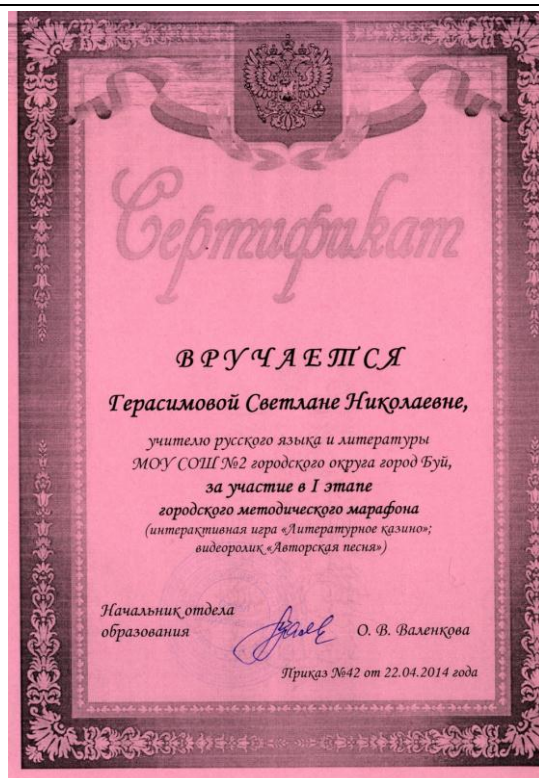 Сертификат
ВРУЧАЕТСЯ
Герасимовой Светлане Николаевне,
учителю русского языка и литературы
МОУ СОШ №2 городского округа город Буй,
за участие в I этапе
городского методического марафона
(интерактивная игра «Литературное казино»;
видеоролик «Авторская песня»)
Начальник отдела
образования О. В. Валенкова
Приказ №42 от 22.04.2014 года